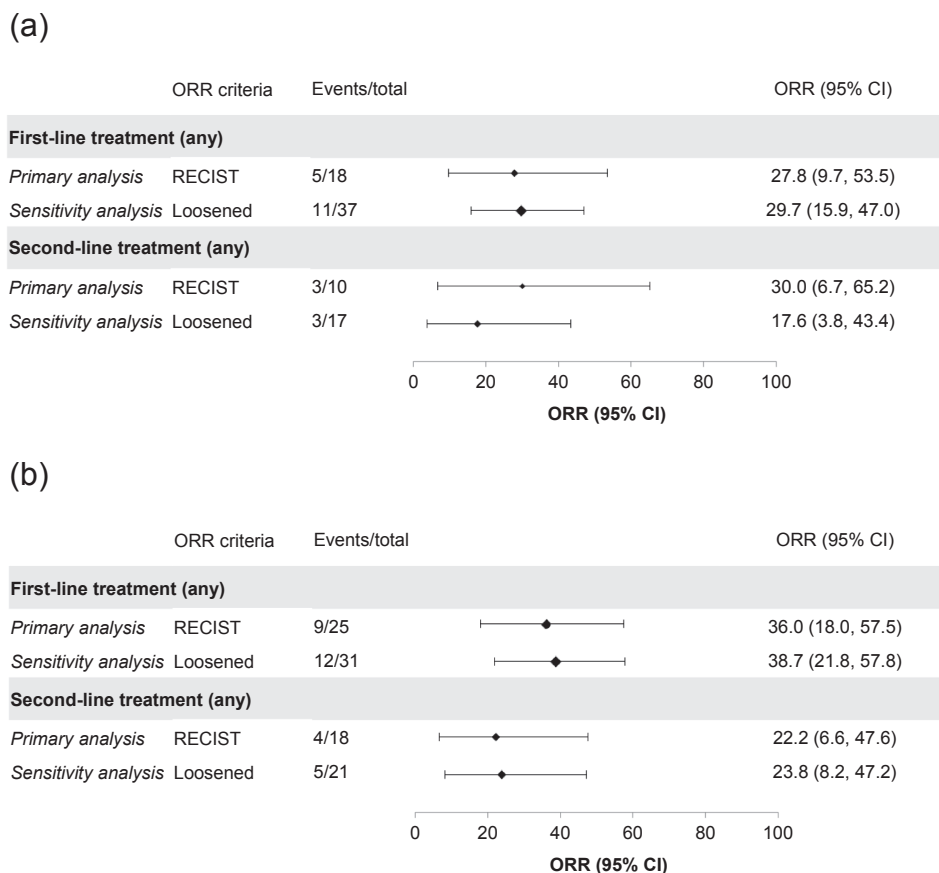 (a)
ORR criteria Events/total ORR (95% CI)
First-line treatment (any)
Primary analysis RECIST 5/18 27.8 (9.7, 53.5)
Sensitivity analysis Loosened 11/37 29.7 (15.9, 47.0)
Second-line treatment (any)
Primary analysis RECIST 3/10 30.0 (6.7, 65.2)
Sensitivity analysis Loosened 3/17 17.6 (3.8, 43.4)
0 20 40 60 80 100
ORR (95% CI)
(b)
ORR criteria Events/total ORR (95% CI)
First-line treatment (any)
Primary analysis RECIST 9/25 36.0 (18.0, 57.5)
Sensitivity analysis Loosened 12/31 38.7 (21.8, 57.8)
Second-line treatment (any)
Primary analysis RECIST 4/18 22.2 (6.6, 47.6)
Sensitivity analysis Loosened 5/21 23.8 (8.2, 47.2)
0 20 40 60 80 100
ORR (95% CI)